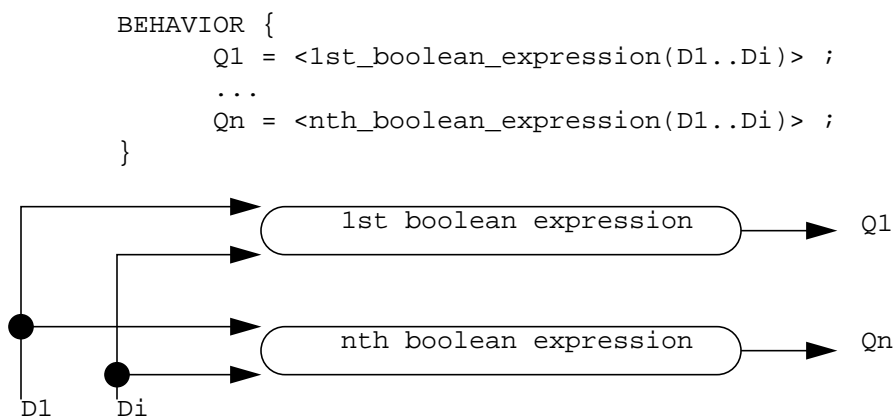 BEHAVIOR {
Q1 = <1st_boolean_expression(D1..Di)> ;
...
Qn = <nth_boolean_expression(D1..Di)> ;
}
1st boolean expression
Q1
nth boolean expression
Qn
D1
Di